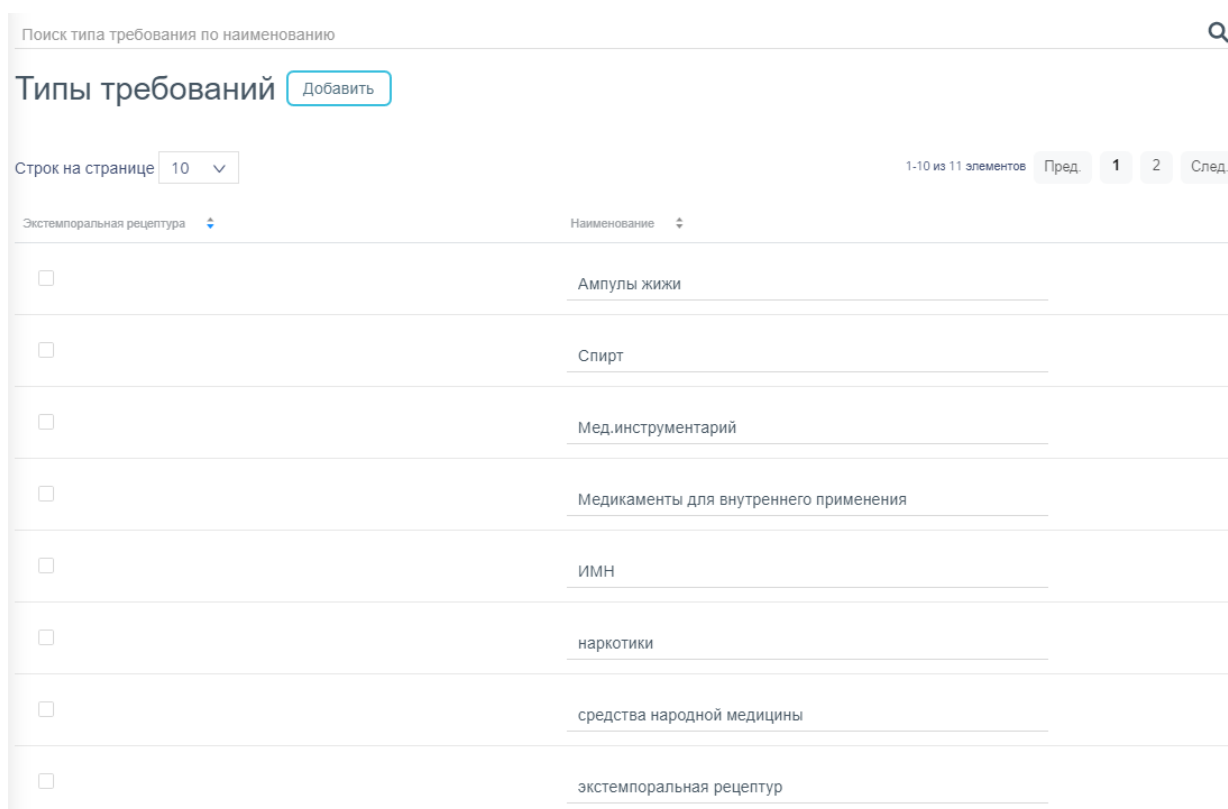 Поиск типа требования по наименованию
Типы требований Добавить
Строк на странице 10 1-10 из 11 элементов Пред. 1 2 След.
Экстемпоральная рецептура Наименование
Ампулы жижи
Спирт
Мед.инструментарий
Медикаменты для внутреннего применения
ИМН
наркотики
средства народной медицины
экстемпоральная рецептур